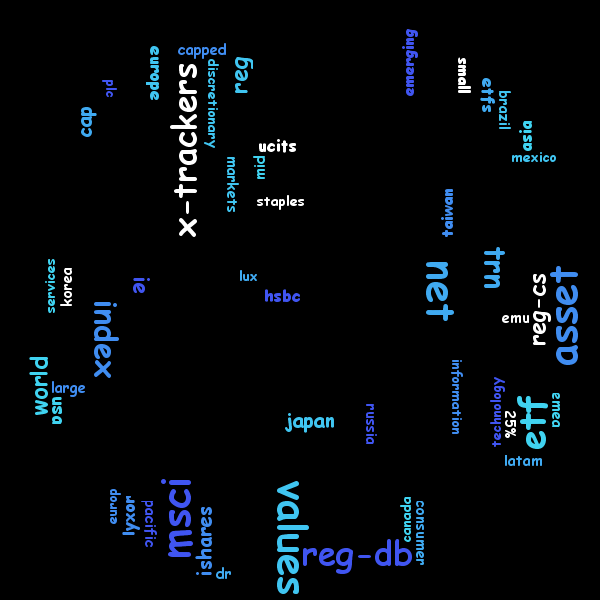 capped
europe
x-trackers
discretionary
reg
emerging
small
etfs
brazil
asia
mexico
plc
cap
ucits
mid
markets
staples
taiwan
services
korea
ie
lux
hsbc
net
trn
reg-cs
asset
emu
index
world
large
usa
japan
russia
information
technology
25%
etf
emea
latam
europ
lyxor
pacific
msci
ishares
dr
values
reg-db
canada
consumer